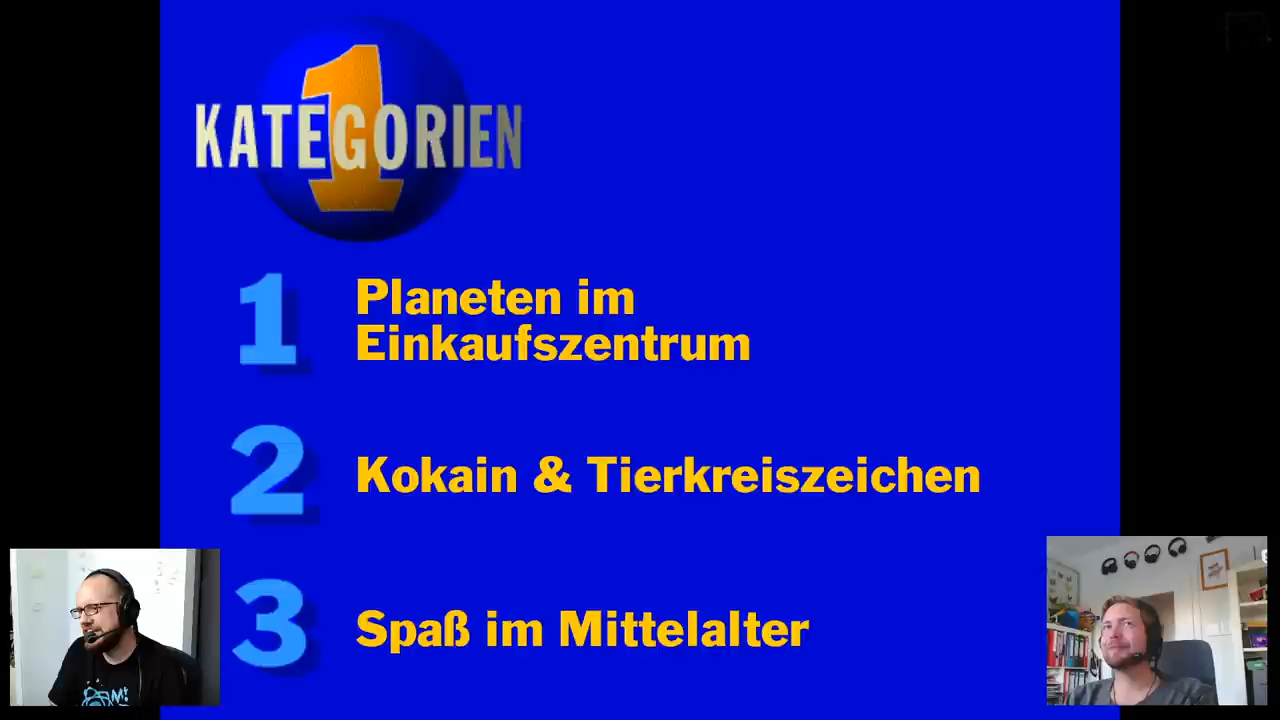 1
KATEGORIEN
1 Planeten im
Einkaufszentrum
2 Kokain & Tierkreiszeichen
3 Spaß im Mittelalter